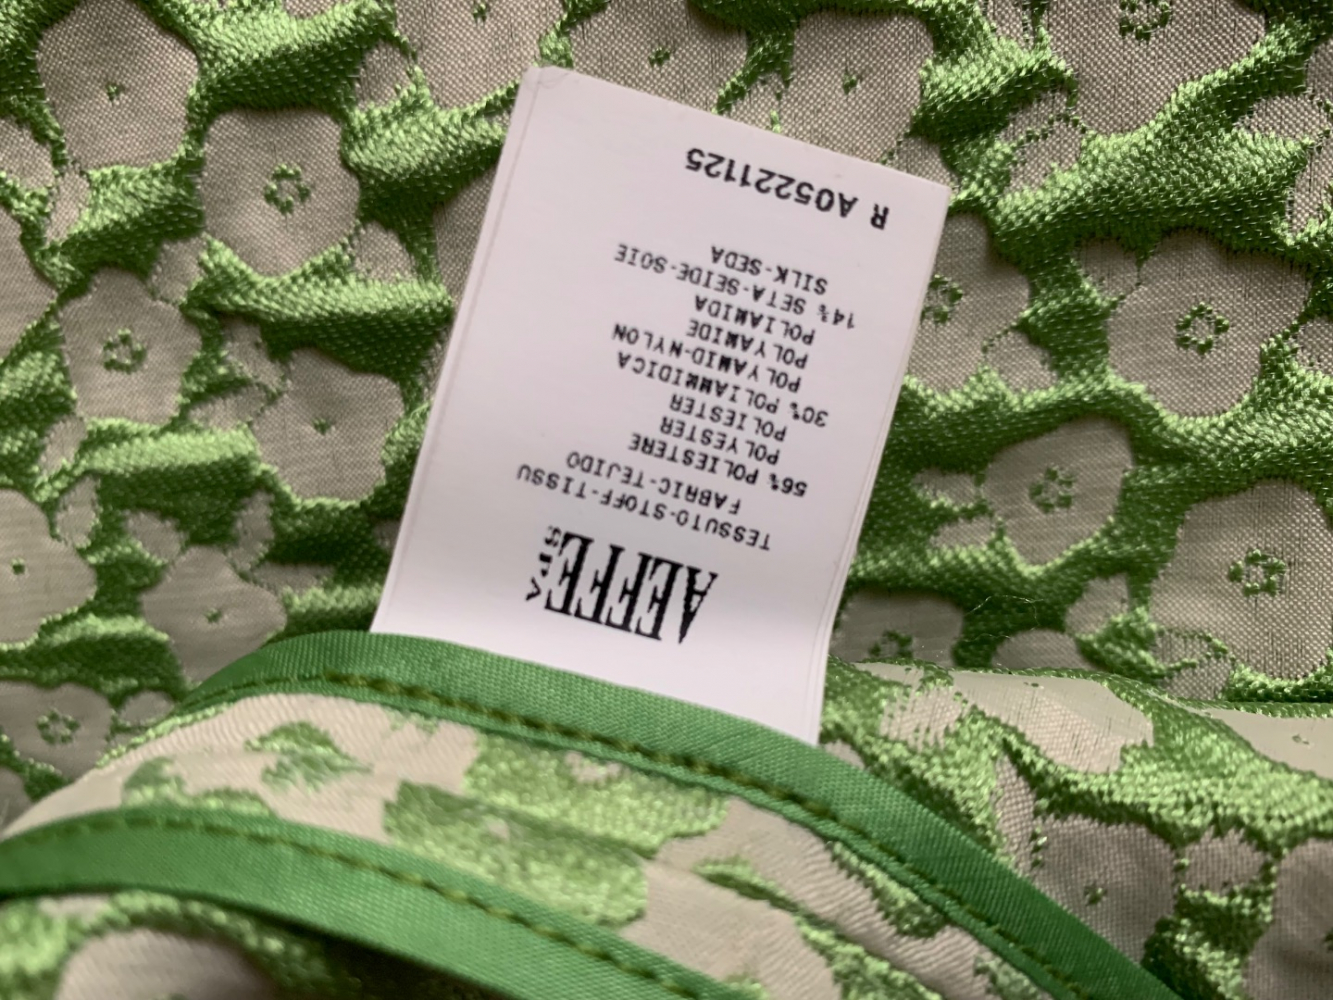 AEFFE
S.P.A.
TESSUTO-STOFF-TISSU
FABRIC-TEJIDO
56% POLIESTERE
POLYESTER
POLIESTER
30% POLIAMMIDICA
POLYAMID-NYLON
POLYAMIDE
POLIAMIDA
14% SETA-SEIDE-SOIE
SILK-SEDA
R A05221125